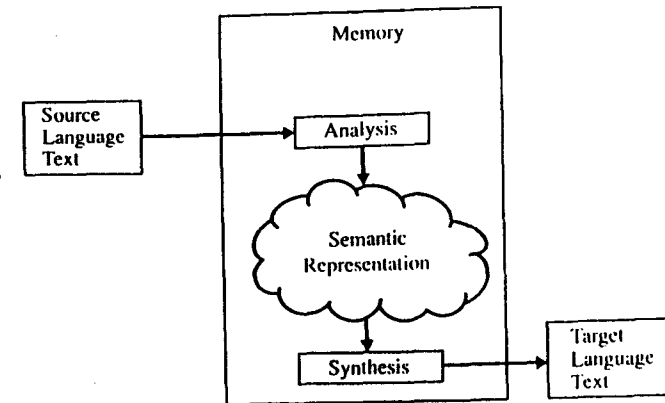 Memory
Source
Language
Text
Analysis
Semantic
Representation
Synthesis
Target
Language
Text